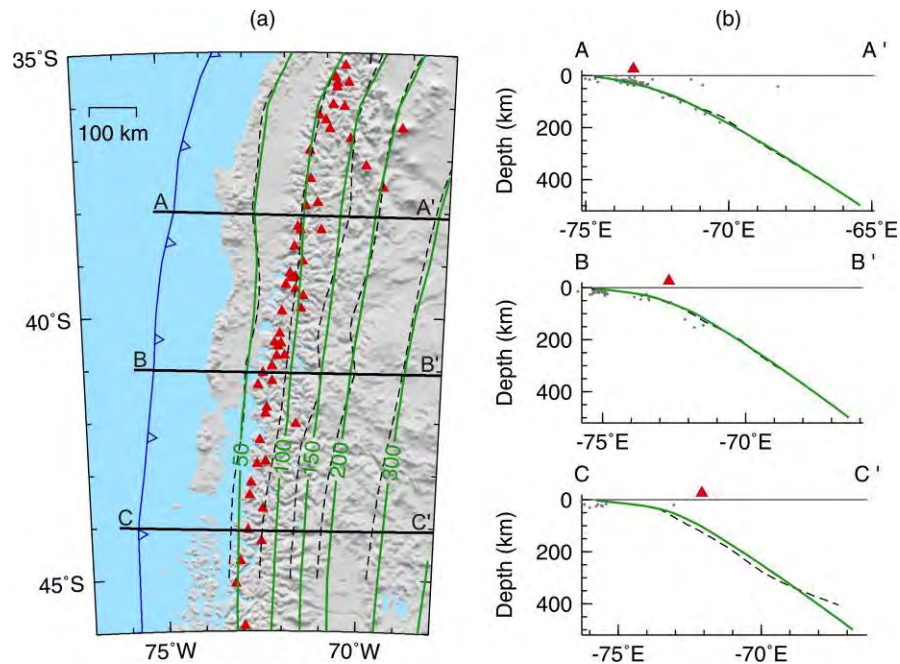 (a)
(b)
35°S
40°S
45°S
75°W
70°W
100 km
A
A'
B
B'
C
C'
50
100
150
200
300
A
A '
0
200
400
Depth (km)
-75°E
-70°E
-65°E
B
B '
0
200
400
Depth (km)
-75°E
-70°E
C
C '
0
200
400
Depth (km)
-75°E
-70°E